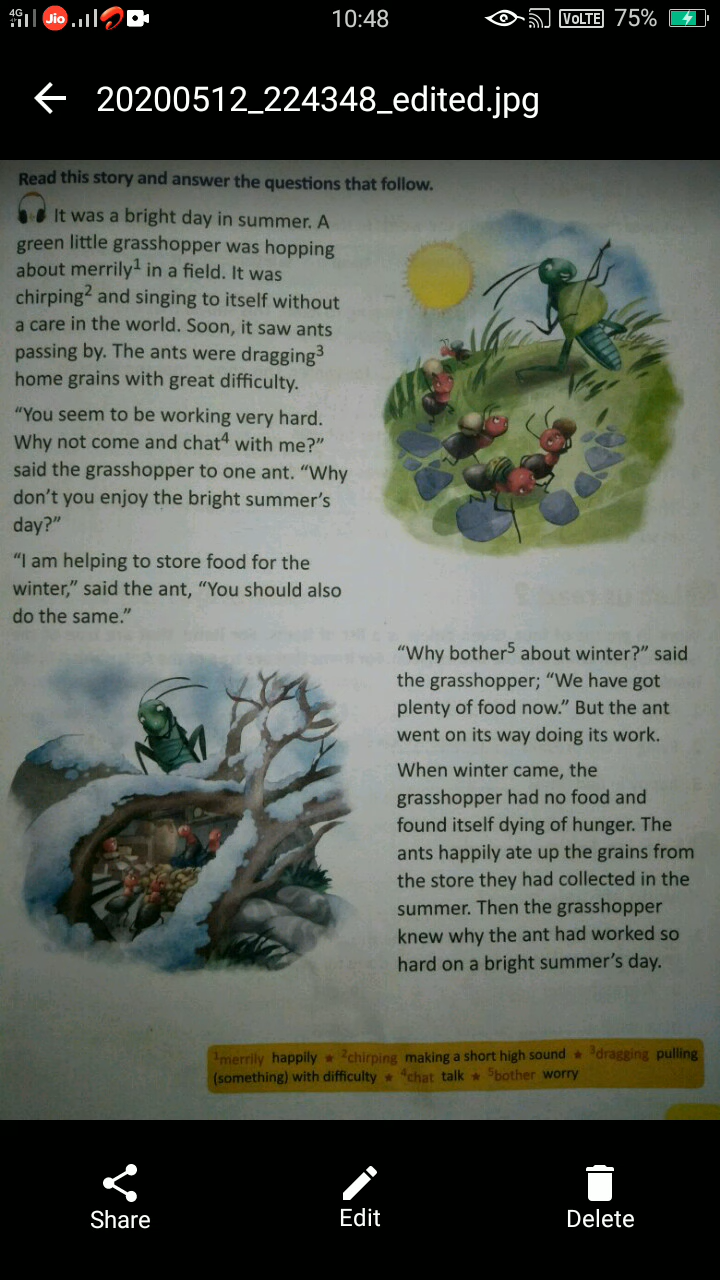 4G
Jio
10:48
VoLTE
75%
20200512_224348_edited.jpg
Read this story and answer the questions that follow.
It was a bright day in summer. A
green little grasshopper was hopping
about merrily1 in a field. It was
chirping2 and singing to itself without
a care in the world. Soon, it saw ants
passing by. The ants were dragging3
home grains with great difficulty.
“You seem to be working very hard.
Why not come and chat4 with me?”
said the grasshopper to one ant. “Why
don’t you enjoy the bright summer’s
day?”
“I am helping to store food for the
winter,” said the ant, “You should also
do the same.”
“Why bother5 about winter?” said
the grasshopper; “We have got
plenty of food now.” But the ant
went on its way doing its work.
When winter came, the
grasshopper had no food and
found itself dying of hunger. The
ants happily ate up the grains from
the store they had collected in the
summer. Then the grasshopper
knew why the ant had worked so
hard on a bright summer’s day.
1merrily happily ★ 2chirping making a short high sound ★ 3dragging pulling
(something) with difficulty ★ 4chat talk ★ 5bother worry
Share
Edit
Delete